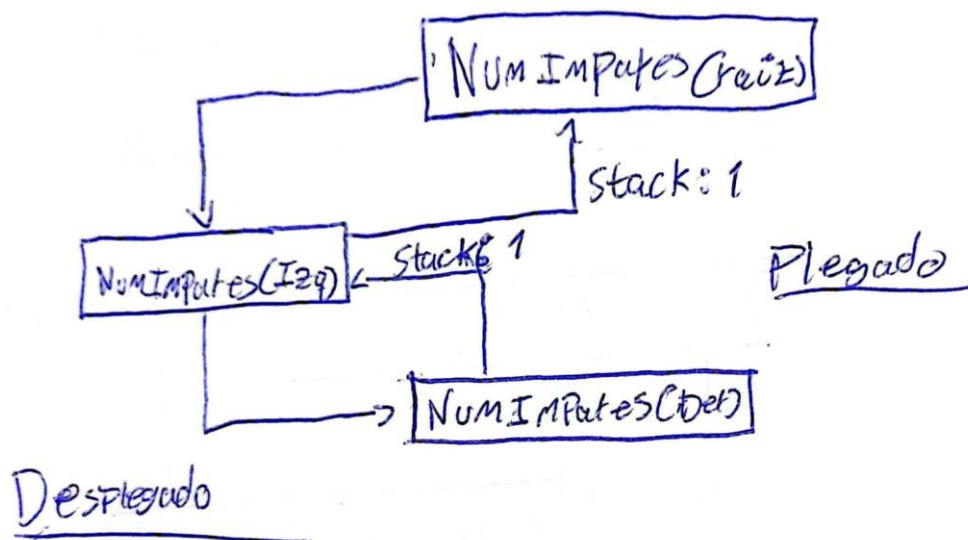 NumImpares(raiz)
stack: 1
NumImpares(Izq)
stack: 1
Plegado
NumImpares(Der)
Desplegado